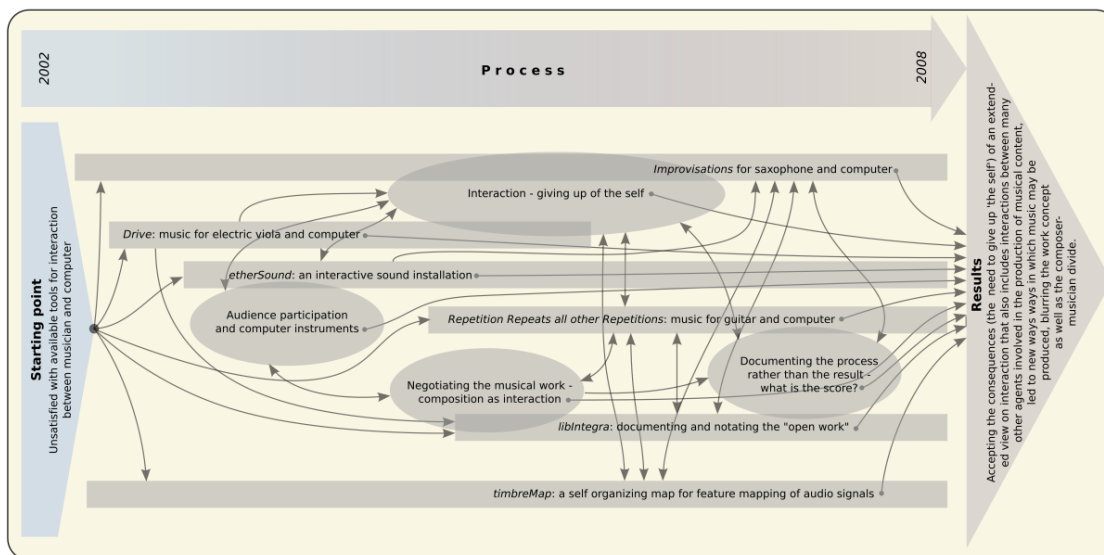 2002
Process
2008
Starting point
Unsatisfied with available tools for interaction
between musician and computer
Improvisations for saxophone and computer
Interaction - giving up of the self
Drive: music for electric viola and computer
etherSound: an interactive sound installation
Audience participation
and computer instruments
Repetition Repeats all other Repetitions: music for guitar and computer
Negotiating the musical work -
composition as interaction
Documenting the process
rather than the result -
what is the score?
libIntegra: documenting and notating the "open work"
timbreMap: a self organizing map for feature mapping of audio signals
Results
Accepting the consequences (the need to give up 'the self') of an extend-
ed view on interaction that also includes interactions between many
other agents involved in the production of musical content,
led to new ways ways in which music may be
produced, blurring the work concept
as well as the composer-
musician divide.